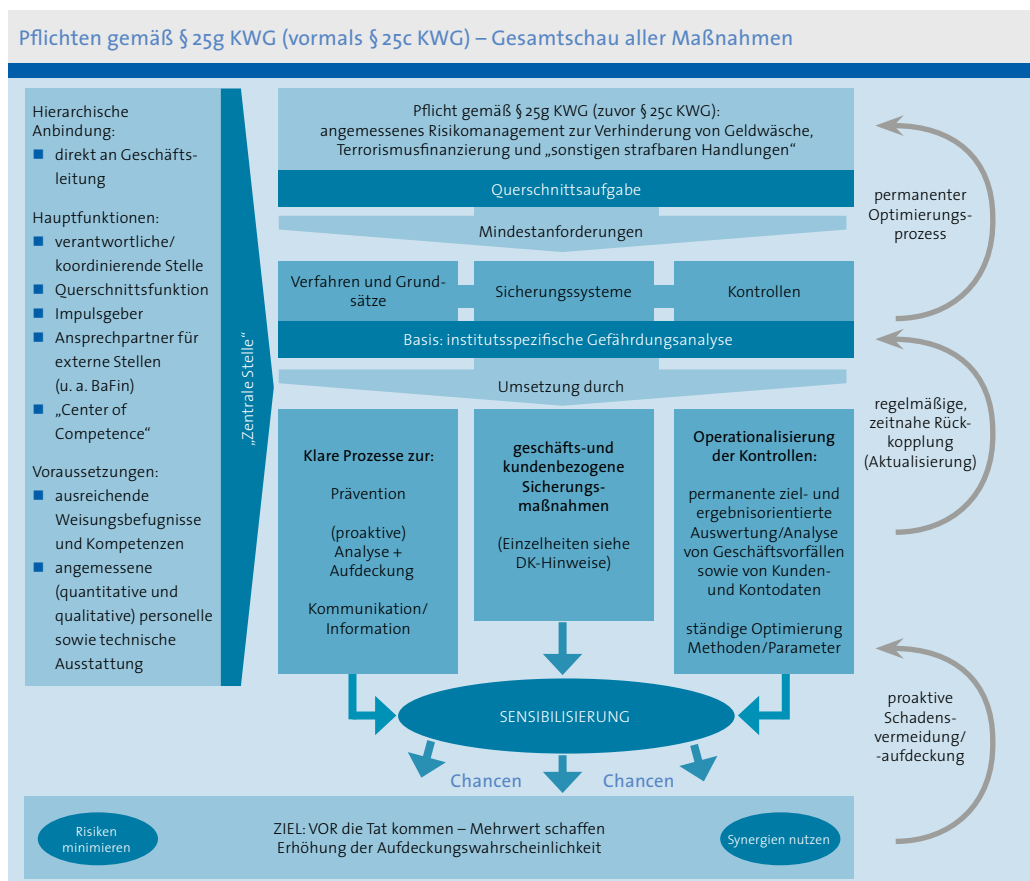 Pflichten gemäß § 25g KWG (vormals § 25c KWG) – Gesamtschau aller Maßnahmen
Hierarchische
Anbindung:
direkt an Geschäfts-
leitung
Hauptfunktionen:
verantwortliche/
koordinierende Stelle
Querschnittsfunktion
Impulsgeber
Ansprechpartner für
externe Stellen
(u. a. BaFin)
„Center of
Competence“
Voraussetzungen:
ausreichende
Weisungsbefugnisse
und Kompetenzen
angemessene
(quantitative und
qualitative) personelle
sowie technische
Ausstattung
„Zentrale Stelle“
Pflicht gemäß § 25g KWG (zuvor § 25c KWG):
angemessenes Risikomanagement zur Verhinderung von Geldwäsche,
Terrorismusfinanzierung und „sonstigen strafbaren Handlungen“
Querschnittsaufgabe
Mindestanforderungen
Verfahren und Grund-
sätze
Sicherungssysteme
Kontrollen
Basis: institutsspezifische Gefährdungsanalyse
Umsetzung durch
Klare Prozesse zur:
Prävention
(proaktive)
Analyse +
Aufdeckung
Kommunikation/
Information
geschäfts-und
kundenbezogene
Sicherungs-
maßnahmen
(Einzelheiten siehe
DK-Hinweise)
Operationalisierung
der Kontrollen:
permanente ziel- und
ergebnisorientierte
Auswertung/Analyse
von Geschäftsvorfällen
sowie von Kunden-
und Kontodaten
ständige Optimierung
Methoden/Parameter
permanenter
Optimierungs-
prozess
regelmäßige,
zeitnahe Rück-
kopplung
(Aktualisierung)
proaktive
Schadens-
vermeidung/
-aufdeckung
SENSIBILISIERUNG
Chancen
Chancen
Risiken
minimieren
ZIEL: VOR die Tat kommen – Mehrwert schaffen
Erhöhung der Aufdeckungswahrscheinlichkeit
Synergien nutzen